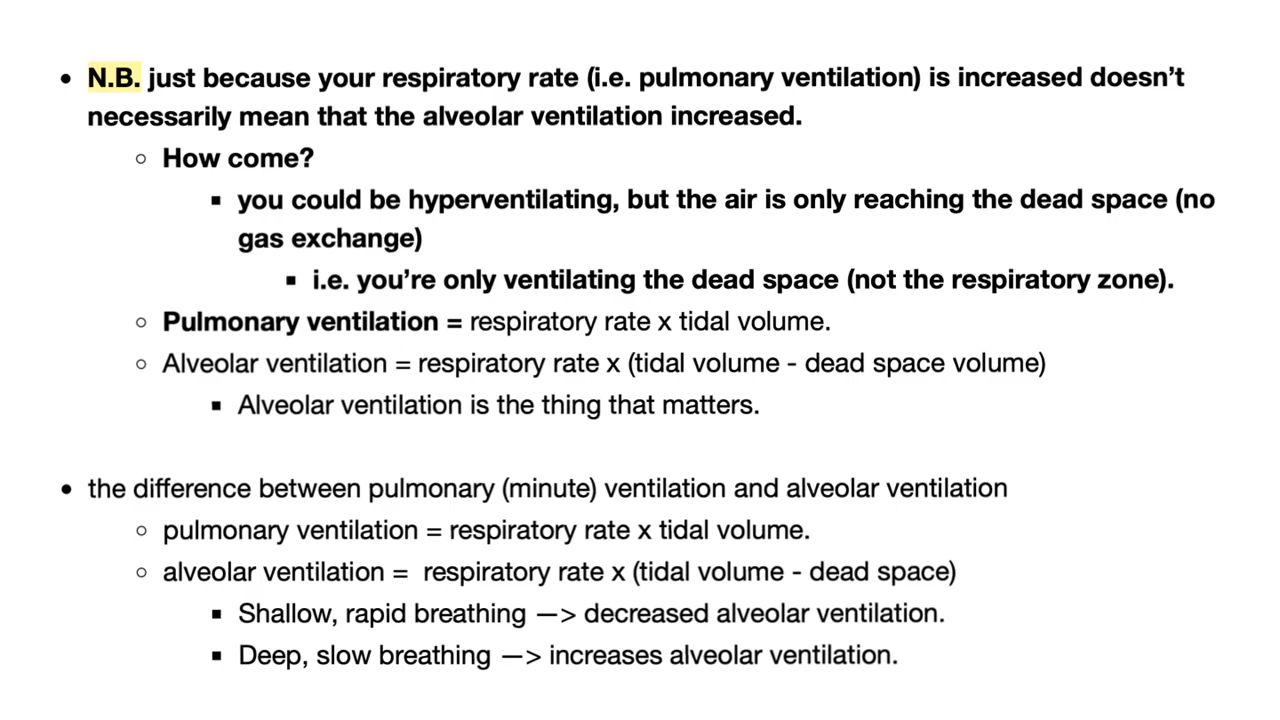 • N.B. just because your respiratory rate (i.e. pulmonary ventilation) is increased doesn’t
necessarily mean that the alveolar ventilation increased.
◦ How come?
▪ you could be hyperventilating, but the air is only reaching the dead space (no
gas exchange)
▪ i.e. you’re only ventilating the dead space (not the respiratory zone).
◦ Pulmonary ventilation = respiratory rate x tidal volume.
◦ Alveolar ventilation = respiratory rate x (tidal volume - dead space volume)
▪ Alveolar ventilation is the thing that matters.
• the difference between pulmonary (minute) ventilation and alveolar ventilation
◦ pulmonary ventilation = respiratory rate x tidal volume.
◦ alveolar ventilation =  respiratory rate x (tidal volume - dead space)
▪ Shallow, rapid breathing —> decreased alveolar ventilation.
▪ Deep, slow breathing —> increases alveolar ventilation.